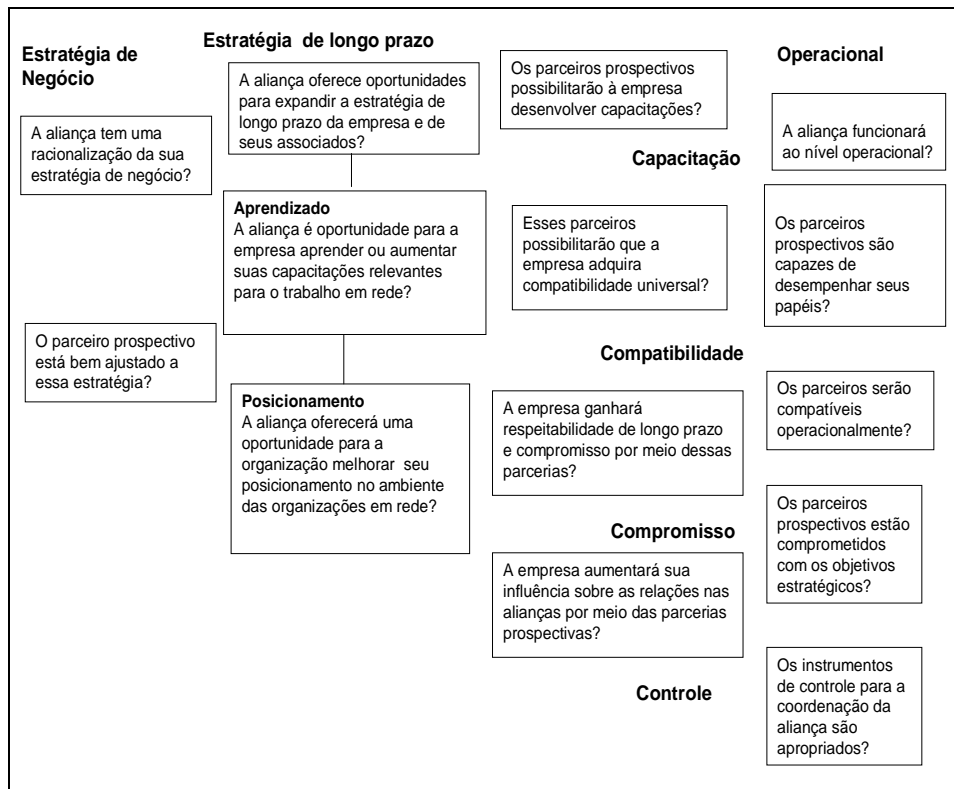 Estratégia de
Negócio
A aliança tem uma
racionalização da sua
estratégia de negócio?
O parceiro prospectivo
está bem ajustado a
essa estratégia?
Estratégia de longo prazo
A aliança oferece oportunidades
para expandir a estratégia de
longo prazo da empresa e de
seus associados?
Aprendizado
A aliança é oportunidade para a
empresa aprender ou aumentar
suas capacitações relevantes
para o trabalho em rede?
Posicionamento
A aliança oferecerá uma
oportunidade para a
organização melhorar seu
posicionamento no ambiente
das organizações em rede?
Os parceiros prospectivos
possibilitarão à empresa
desenvolver capacitações?
Capacitação
Esses parceiros
possibilitarão que a
empresa adquira
compatibilidade universal?
Compatibilidade
A empresa ganhará
respeitabilidade de longo prazo
e compromisso por meio dessas
parcerias?
Compromisso
A empresa aumentará sua
influência sobre as relações nas
alianças por meio das parcerias
prospectivas?
Controle
Operacional
A aliança funcionará
ao nível operacional?
Os parceiros
prospectivos são
capazes de
desempenhar seus
papéis?
Os parceiros serão
compatíveis
operacionalmente?
Os parceiros
prospectivos estão
comprometidos
com os objetivos
estratégicos?
Os instrumentos
de controle para a
coordenação da
aliança são
apropriados?